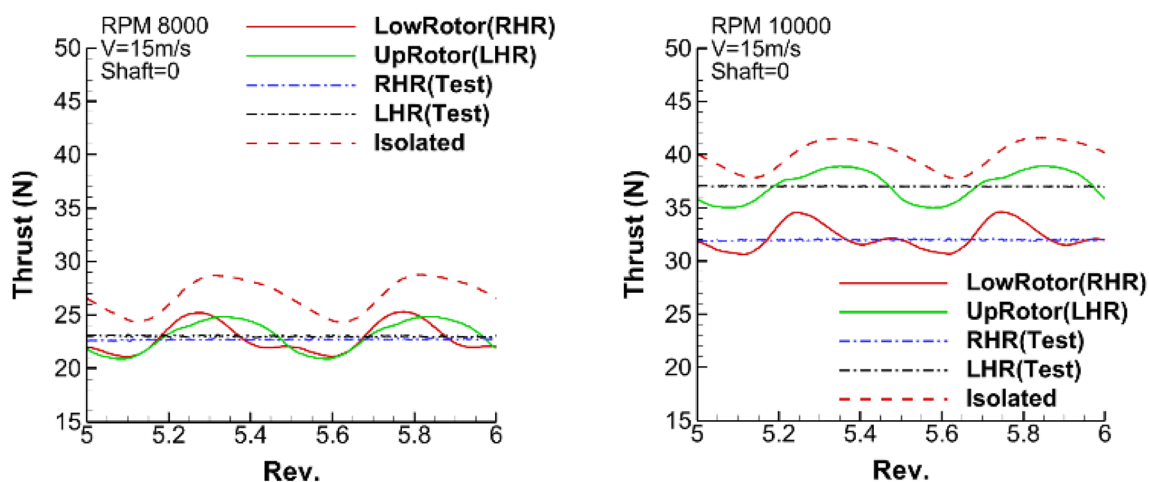 RPM 8000
V=15m/s
Shaft=0
LowRotor(RHR)
UpRotor(LHR)
RHR(Test)
LHR(Test)
Isolated
50
45
40
35
30
25
20
15
Thrust (N)
5
5.2
5.4
5.6
5.8
6
Rev.
RPM 10000
V=15m/s
Shaft=0
50
45
40
35
30
25
20
15
Thrust (N)
LowRotor(RHR)
UpRotor(LHR)
RHR(Test)
LHR(Test)
Isolated
5
5.2
5.4
5.6
5.8
6
Rev.